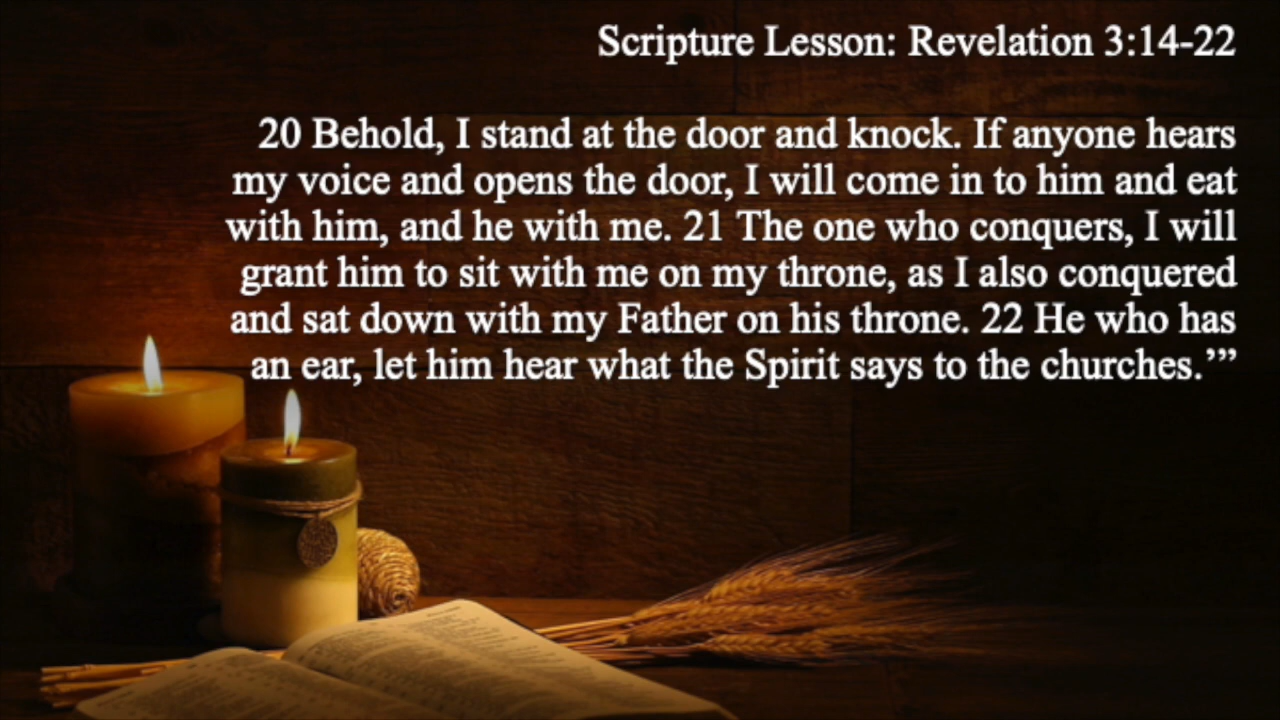 Scripture Lesson: Revelation 3:14-22
20 Behold, I stand at the door and knock. If anyone hears
my voice and opens the door, I will come in to him and eat
with him, and he with me. 21 The one who conquers, I will
grant him to sit with me on my throne, as I also conquered
and sat down with my Father on his throne. 22 He who has
an ear, let him hear what the Spirit says to the churches.’”